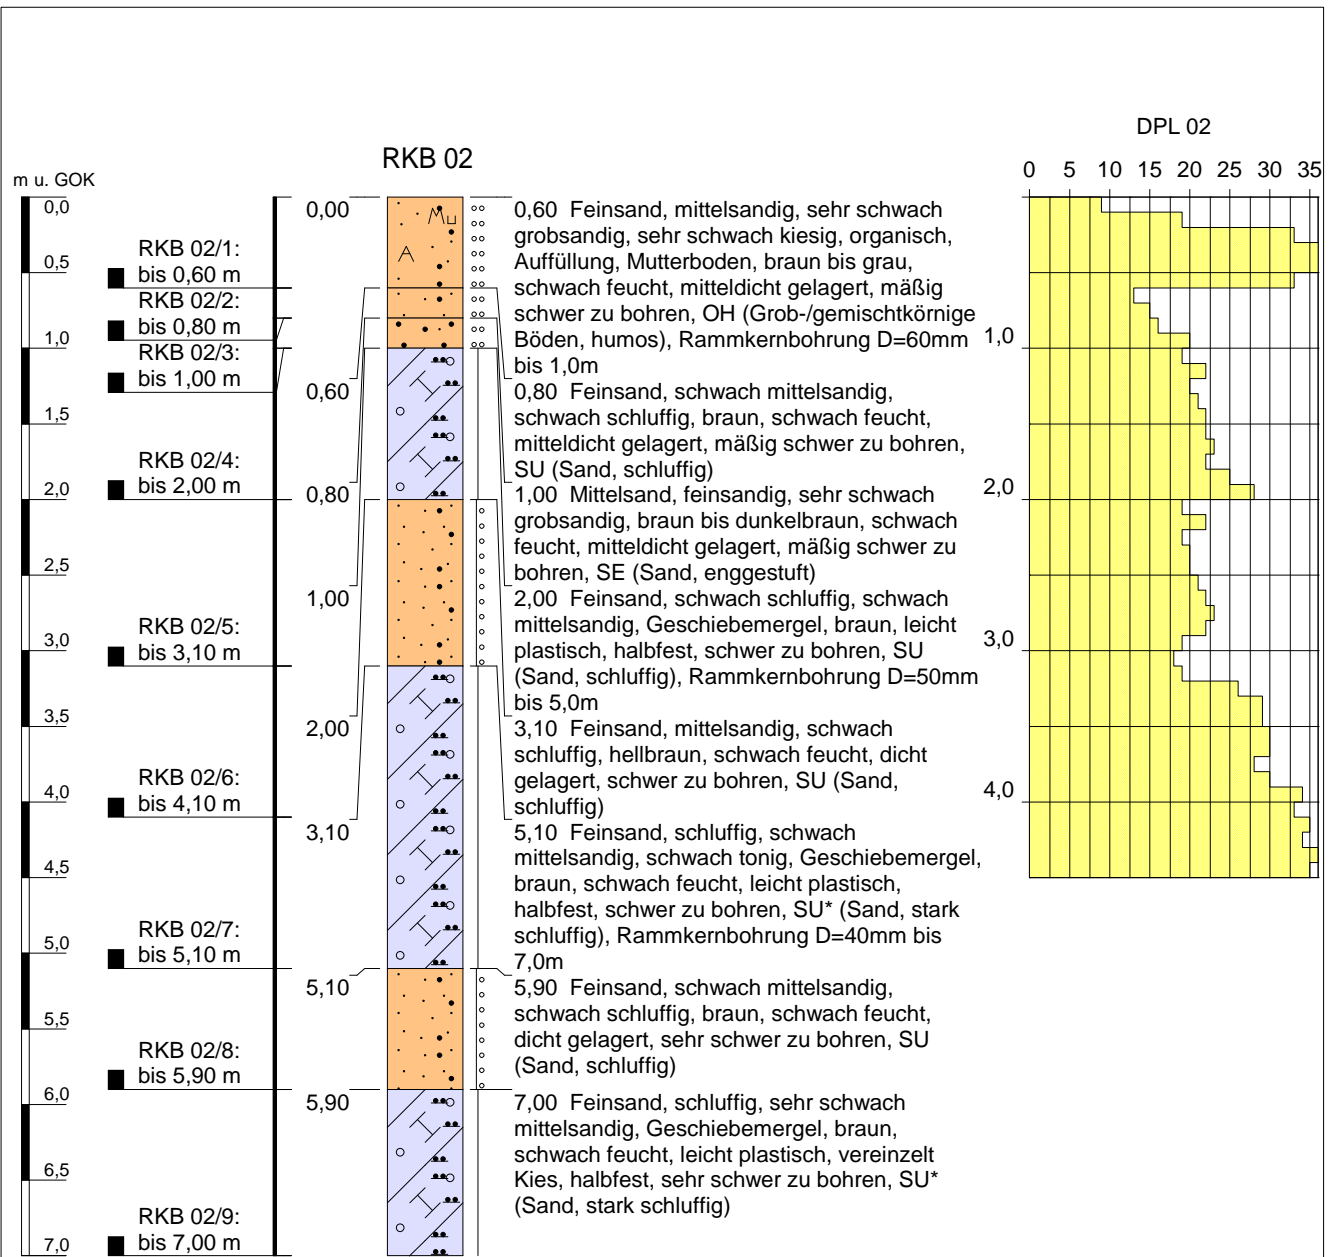 DPL 02
RKB 02
0 5 10 15 20 25 30 35
m u. GOK
0,0
0,5
1,0
1,5
2,0
2,5
3,0
3,5
4,0
4,5
5,0
5,5
6,0
6,5
7,0
RKB 02/1:
bis 0,60 m
RKB 02/2:
bis 0,80 m
RKB 02/3:
bis 1,00 m
RKB 02/4:
bis 2,00 m
RKB 02/5:
bis 3,10 m
RKB 02/6:
bis 4,10 m
RKB 02/7:
bis 5,10 m
RKB 02/8:
bis 5,90 m
RKB 02/9:
bis 7,00 m
0,00
0,60
0,80
1,00
2,00
3,10
5,10
5,90
Mu
A
0,60 Feinsand, mittelsandig, sehr schwach
grobsandig, sehr schwach kiesig, organisch,
Auffüllung, Mutterboden, braun bis grau,
schwach feucht, mitteldicht gelagert, mäßig
schwer zu bohren, OH (Grob-/gemischtkörnige
Böden, humos), Rammkernbohrung D=60mm
bis 1,0m
0,80 Feinsand, schwach mittelsandig,
schwach schluffig, braun, schwach feucht,
mitteldicht gelagert, mäßig schwer zu bohren,
SU (Sand, schluffig)
1,00 Mittelsand, feinsandig, sehr schwach
grobsandig, braun bis dunkelbraun, schwach
feucht, mitteldicht gelagert, mäßig schwer zu
bohren, SE (Sand, enggestuft)
2,00 Feinsand, schwach schluffig, schwach
mittelsandig, Geschiebemergel, braun, leicht
plastisch, halbfest, schwer zu bohren, SU
(Sand, schluffig), Rammkernbohrung D=50mm
bis 5,0m
3,10 Feinsand, mittelsandig, schwach
schluffig, hellbraun, schwach feucht, dicht
gelagert, schwer zu bohren, SU (Sand,
schluffig)
5,10 Feinsand, schluffig, schwach
mittelsandig, schwach tonig, Geschiebemergel,
braun, schwach feucht, leicht plastisch,
halbfest, schwer zu bohren, SU* (Sand, stark
schluffig), Rammkernbohrung D=40mm bis
7,0m
5,90 Feinsand, schwach mittelsandig,
schwach schluffig, braun, schwach feucht,
dicht gelagert, sehr schwer zu bohren, SU
(Sand, schluffig)
7,00 Feinsand, schluffig, sehr schwach
mittelsandig, Geschiebemergel, braun,
schwach feucht, leicht plastisch, vereinzelt
Kies, halbfest, sehr schwer zu bohren, SU*
(Sand, stark schluffig)
1,0
2,0
3,0
4,0